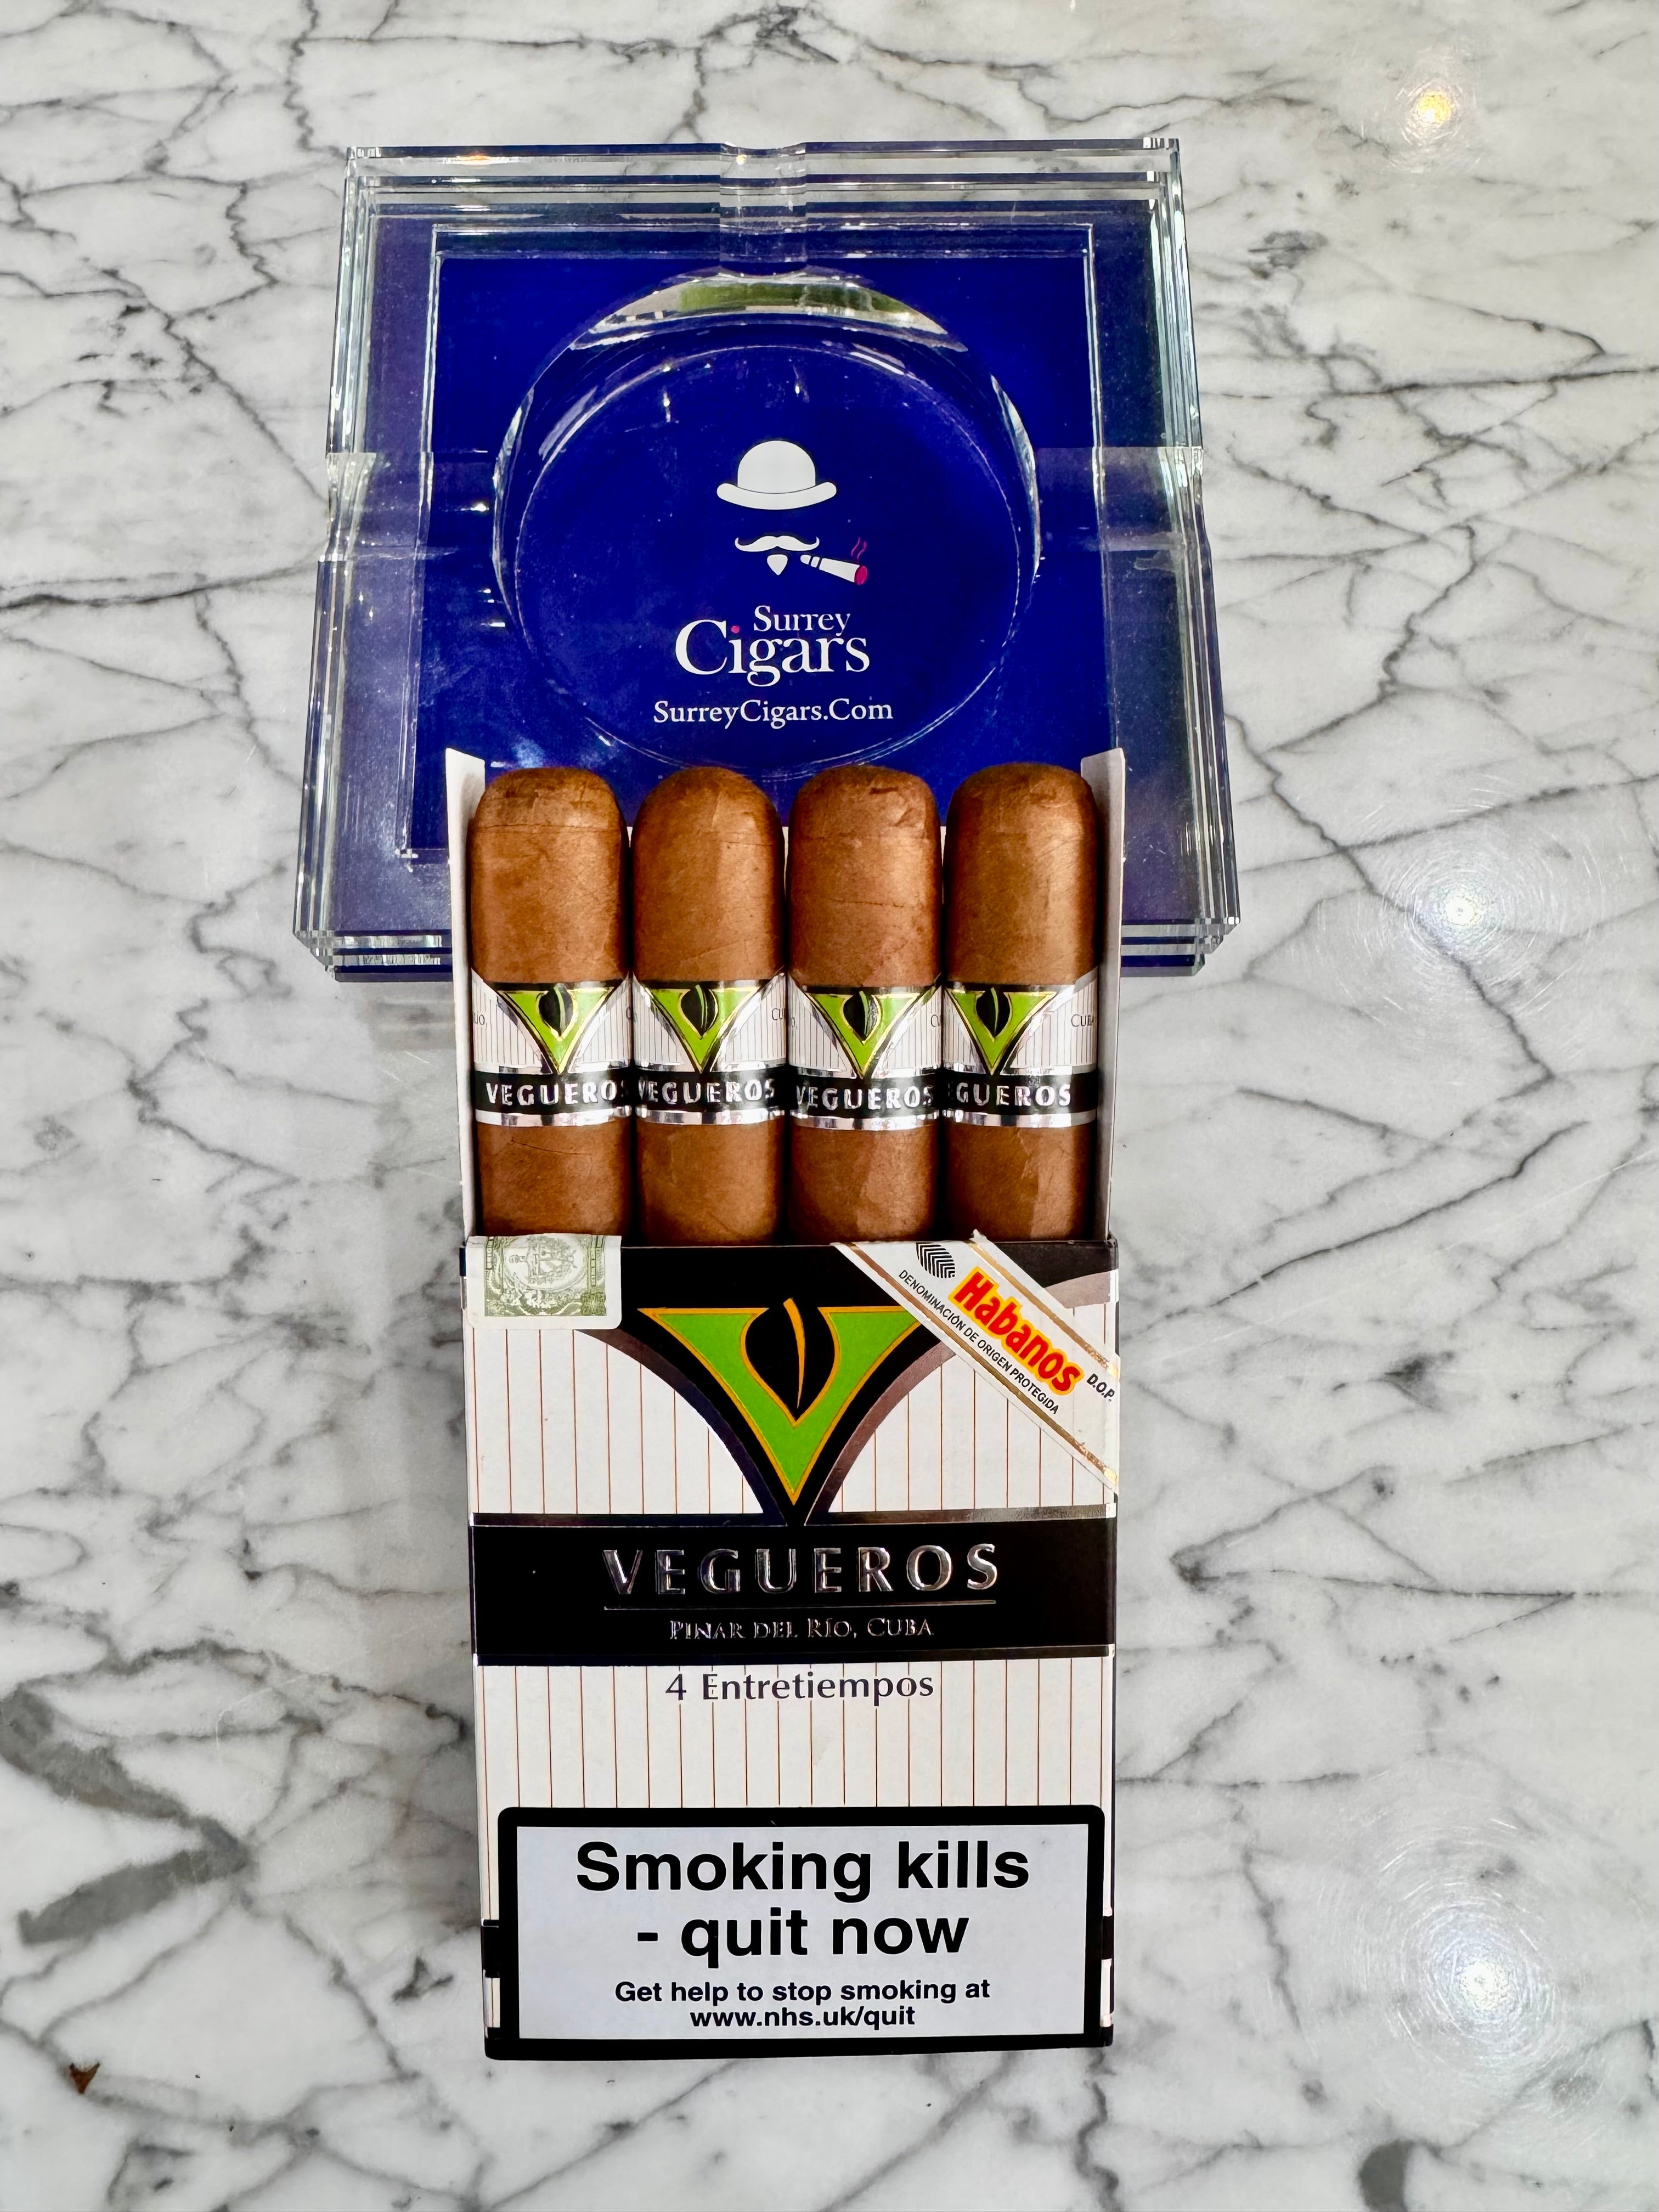 Surrey
Cigars
SurreyCigars.Com
VEGUEROS
VEGUEROS
VEGUEROS
GUEROS
Habanos
D.O.P.
DENOMINACIÓN DE ORIGEN PROTEGIDA
VEGUEROS
PINAR DEL RÍO, CUBA
4 Entretiempos
Smoking kills
- quit now
Get help to stop smoking at
www.nhs.uk/quit